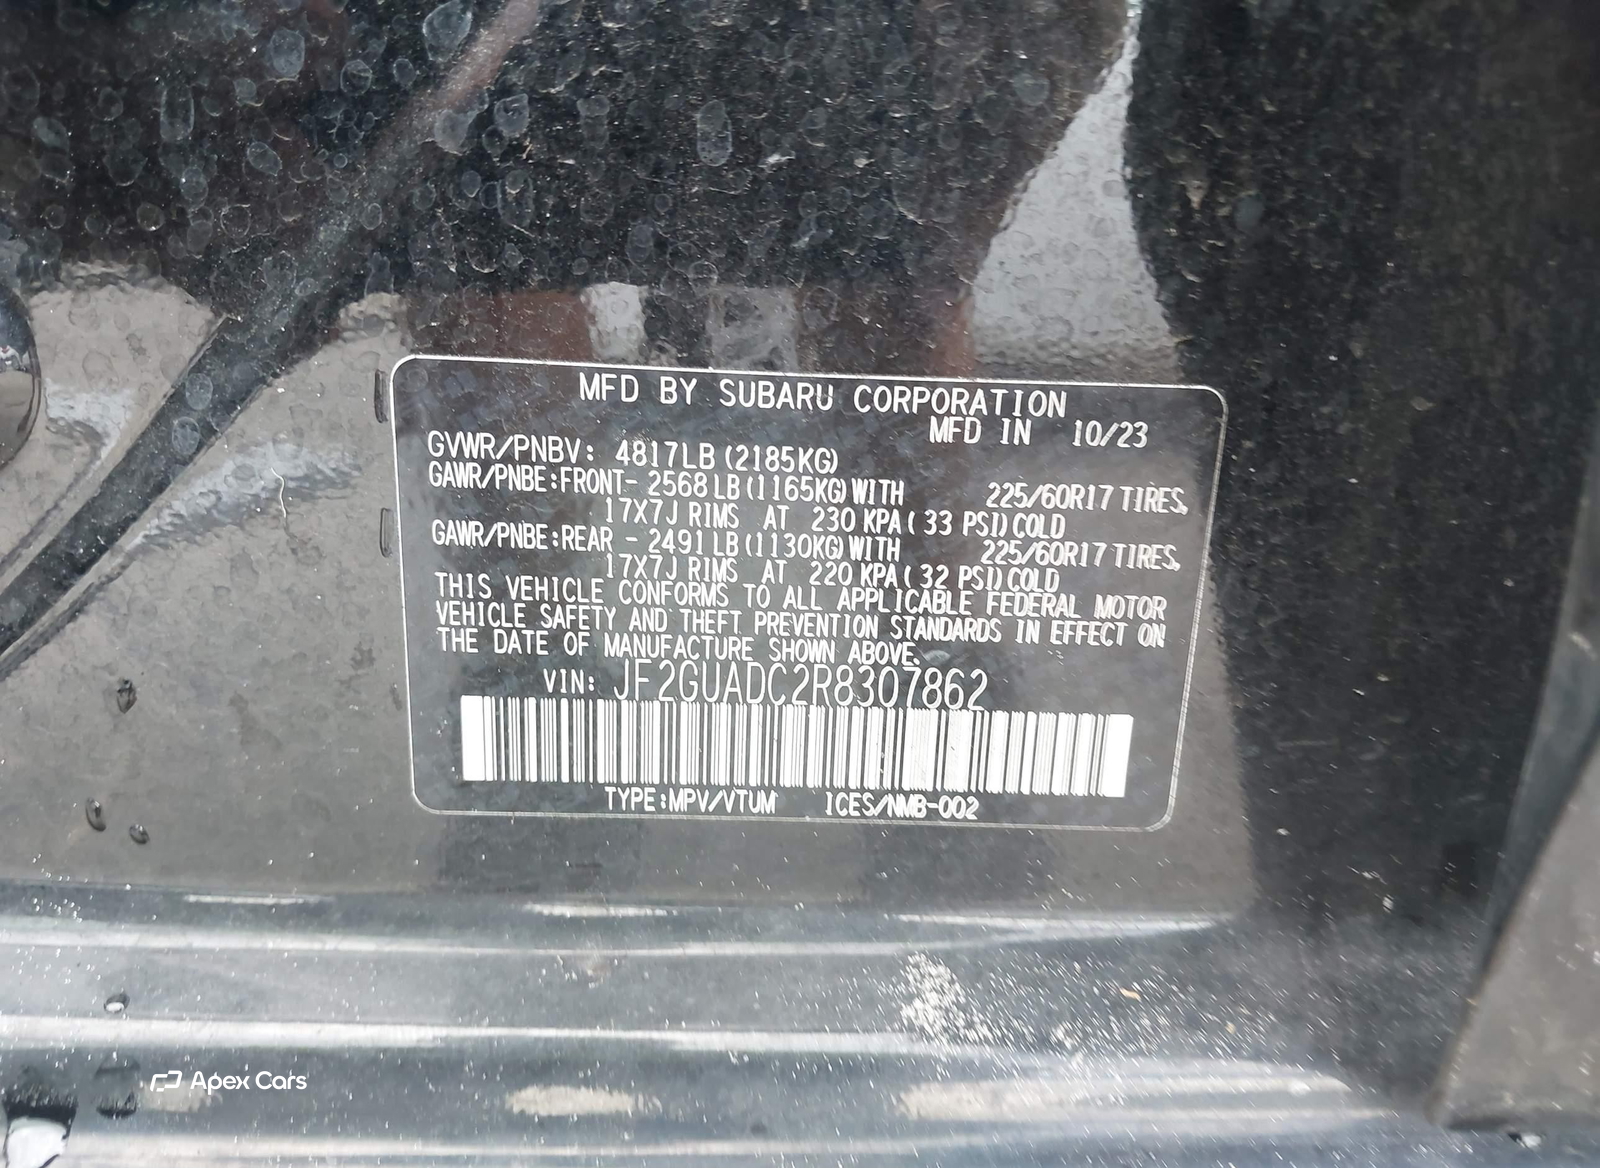 MFD BY SUBARU CORPORATION
MFD IN 10/23
GVWR/PNBV: 4817LB (2185KG)
GAWR/PNBE:FRONT- 2568LB(1165KG)WITH 225/60R17 TIRES,
17X7J RIMS AT 230 KPA( 33 PSI)COLD
GAWR/PNBE:REAR - 2491LB(1130KG)WITH 225/60R17 TIRES,
17X7J RIMS AT 220 KPA( 32 PSI)COLD
THIS VEHICLE CONFORMS TO ALL APPLICABLE FEDERAL MOTOR
VEHICLE SAFETY AND THEFT PREVENTION STANDARDS IN EFFECT ON
THE DATE OF MANUFACTURE SHOWN ABOVE.
VIN: JF2GUADC2R8307862
TYPE:MPV/VTUM ICES/NMB-002
Apex Cars